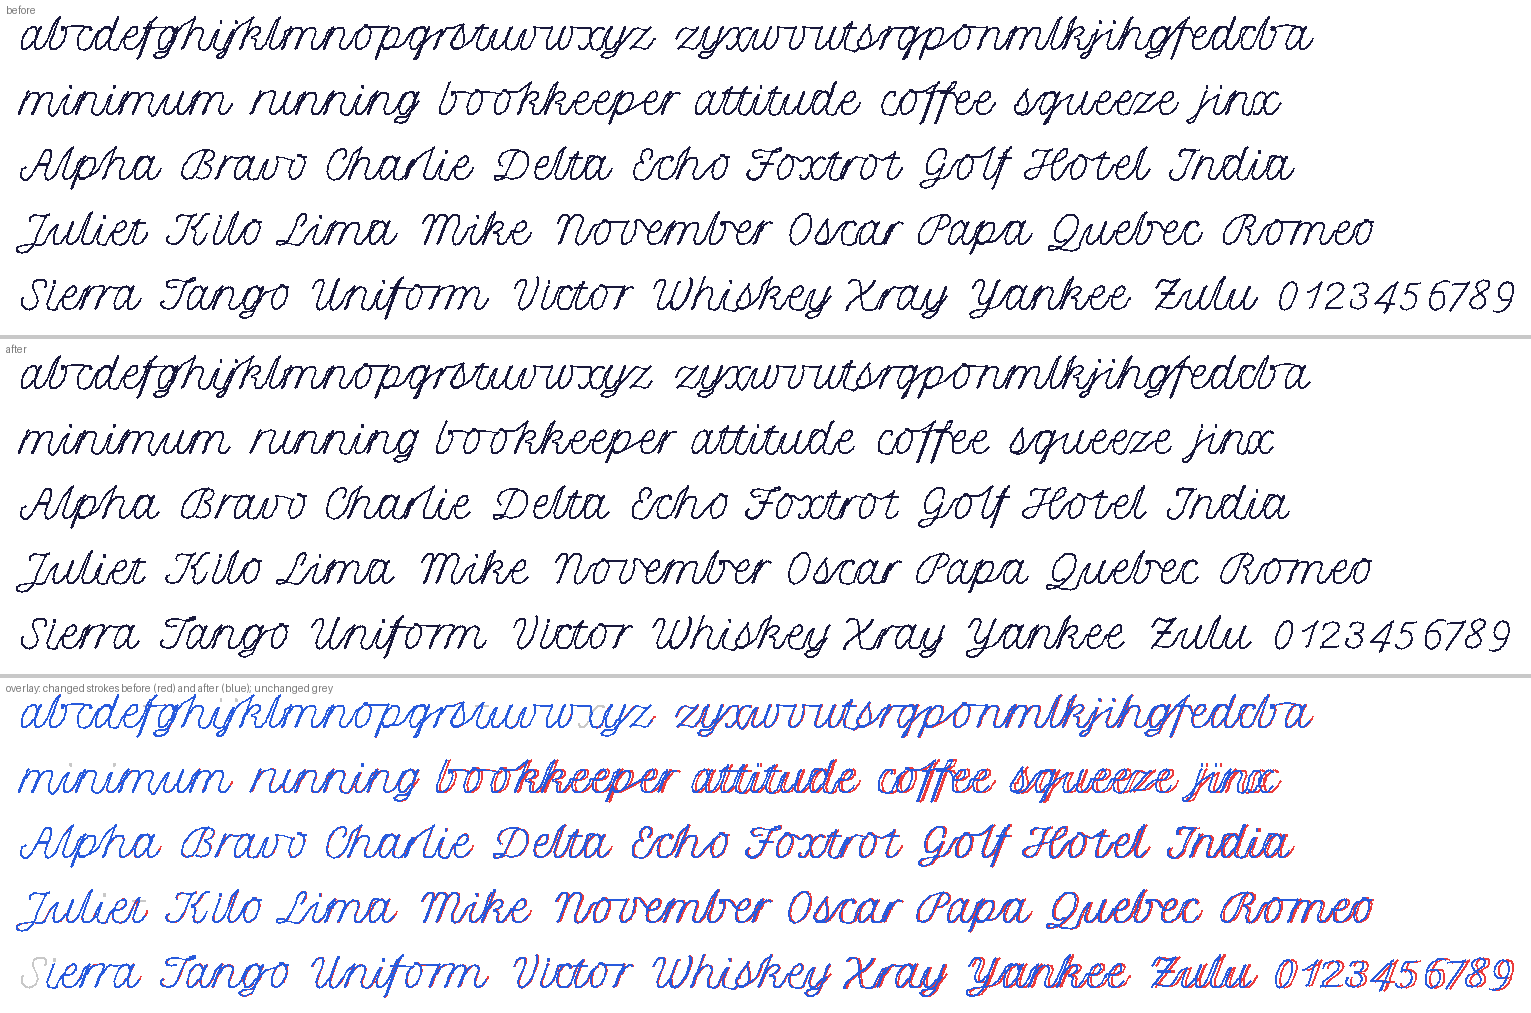 before
abcdefghijklmnopqrstuvwxyz zyxwvutsrqponmlkjihgfedcba
minimum running bookkeeper attitude coffee squeeze jinx
Alpha Bravo Charlie Delta Echo Foxtrot Golf Hotel India
Juliet Kilo Lima Mike November Oscar Papa Quebec Romeo
Sierra Tango Uniform Victor Whiskey Xray Yankee Zulu 0123456789
after
abcdefghijklmnopqrstuvwxyz zyxwvutsrqponmlkjihgfedcba
minimum running bookkeeper attitude coffee squeeze jinx
Alpha Bravo Charlie Delta Echo Foxtrot Golf Hotel India
Juliet Kilo Lima Mike November Oscar Papa Quebec Romeo
Sierra Tango Uniform Victor Whiskey Xray Yankee Zulu 0123456789
overlay: changed strokes before (red) and after (blue); unchanged grey
abcdefghijklmnopqrstuvwxyz zyxwvutsrqponmlkjihgfedcba
minimum running bookkeeper attitude coffee squeeze jinx
Alpha Bravo Charlie Delta Echo Foxtrot Golf Hotel India
Juliet Kilo Lima Mike November Oscar Papa Quebec Romeo
Sierra Tango Uniform Victor Whiskey Xray Yankee Zulu 0123456789